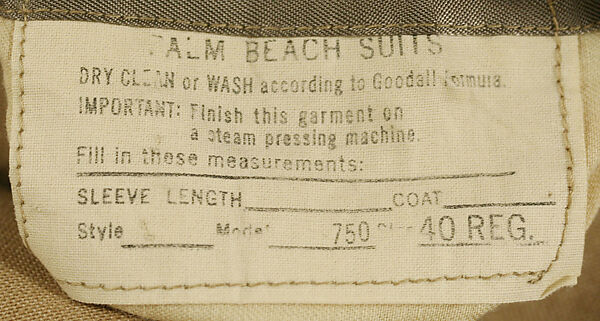 PALM BEACH SUITS
DRY CLEAN or WASH according to Goodall formula.
IMPORTANT: Finish this garment on
a steam pressing machine.
Fill in these measurements:
SLEEVE LENGTH COAT
Style Model 750 Size 40 REG.